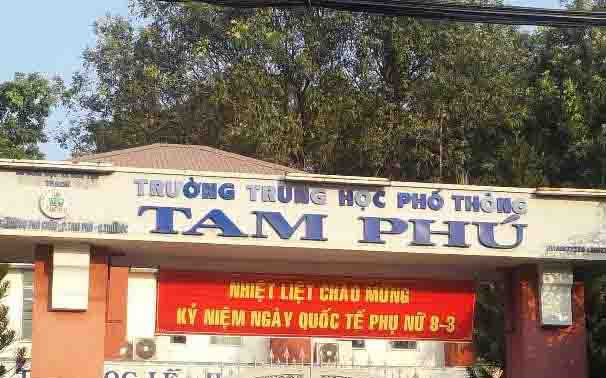 TRƯỜNG TRUNG HỌC PHỔ THÔNG
TAM PHÚ
NHIỆT LIỆT CHÀO MỪNG
KỶ NIỆM NGÀY QUỐC TẾ PHỤ NỮ 8-3